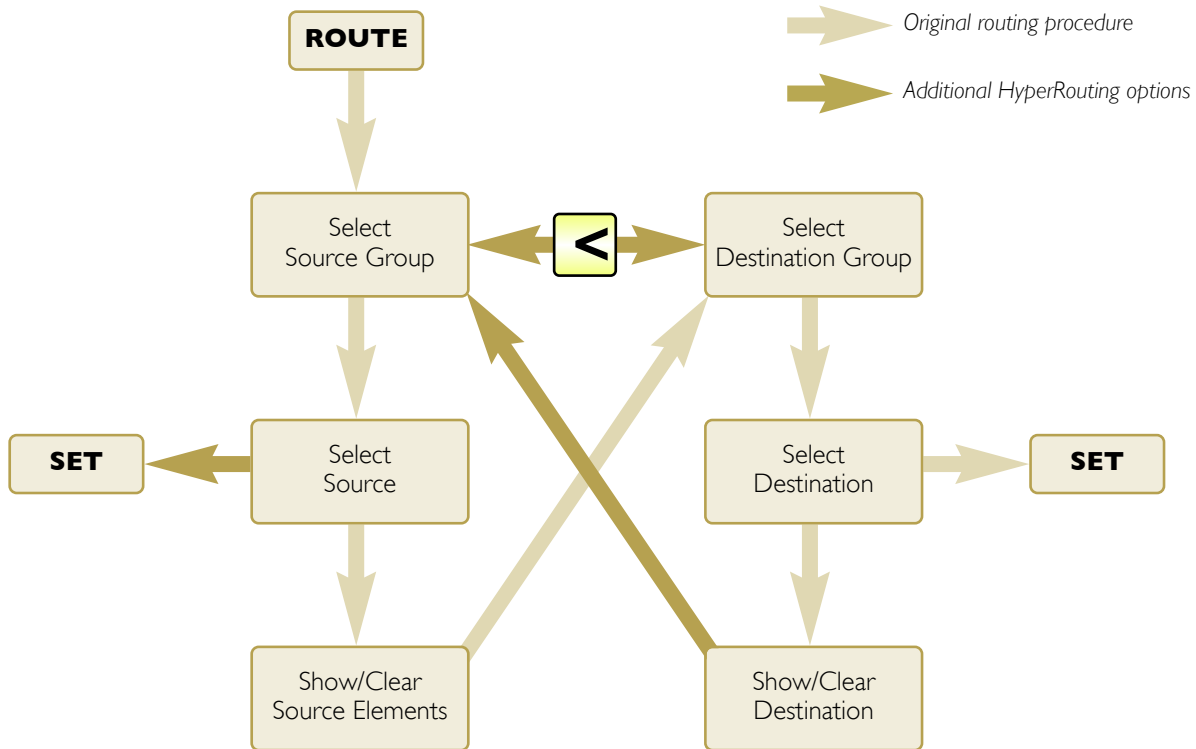 ROUTE
Original routing procedure
Additional HyperRouting options
Select
Source Group
<
Select
Destination Group
SET
Select
Source
Select
Destination
SET
Show/Clear
Source Elements
Show/Clear
Destination